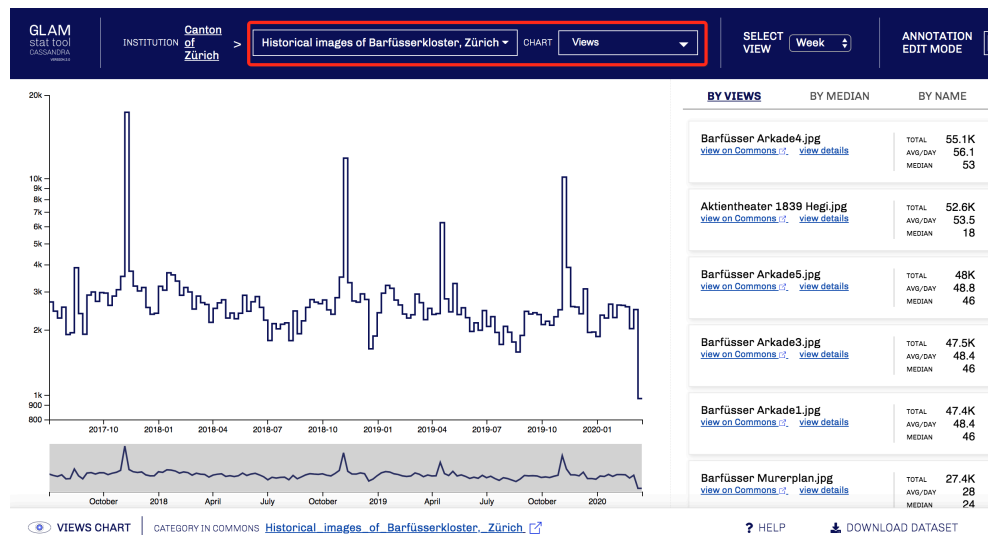 GLAM
stat tool
CASSANDRA
INSTITUTION Canton of Zürich > Historical images of Barfüsserkloster, Zürich CHART Views
SELECT VIEW Week
ANNOTATION EDIT MODE
20k
10k
9k
8k
7k
6k
5k
4k
3k
2k
1k
900
800
2017-10 2018-01 2018-04 2018-07 2018-10 2019-01 2019-04 2019-07 2019-10 2020-01
October 2018 April July October 2019 April July October 2020
BY VIEWS BY MEDIAN BY NAME
Barfüsser Arkade4.jpg
view on Commons view details
TOTAL 55.1K
AVG/DAY 56.1
MEDIAN 53
Aktientheater 1839 Hegi.jpg
view on Commons view details
TOTAL 52.6K
AVG/DAY 53.5
MEDIAN 18
Barfüsser Arkade5.jpg
view on Commons view details
TOTAL 48K
AVG/DAY 48.8
MEDIAN 46
Barfüsser Arkade3.jpg
view on Commons view details
TOTAL 47.5K
AVG/DAY 48.4
MEDIAN 46
Barfüsser Arkade1.jpg
view on Commons view details
TOTAL 47.4K
AVG/DAY 48.4
MEDIAN 46
Barfüsser Murerplan.jpg
view on Commons view details
TOTAL 27.4K
AVG/DAY 28
MEDIAN 24
VIEWS CHART CATEGORY IN COMMONS Historical_images_of_Barfüsserkloster,_Zürich
? HELP DOWNLOAD DATASET